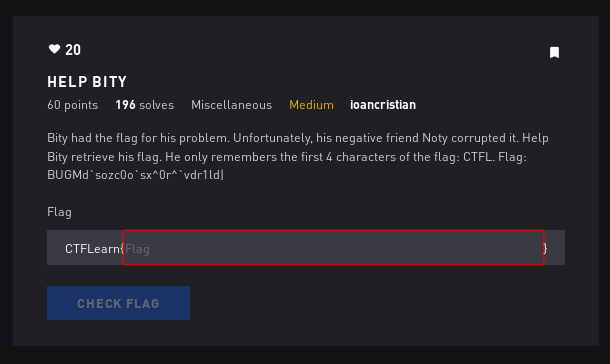 20
HELP BITY
60 points 196 solves Miscellaneous Medium ioancristian
Bity had the flag for his problem. Unfortunately, his negative friend Noty corrupted it. Help
Bity retrieve his flag. He only remembers the first 4 characters of the flag: CTFL. Flag:
BUGMd`sozc0o`sx^0r^`vdr1ld|
Flag
CTFLearn{Flag}
CHECK FLAG